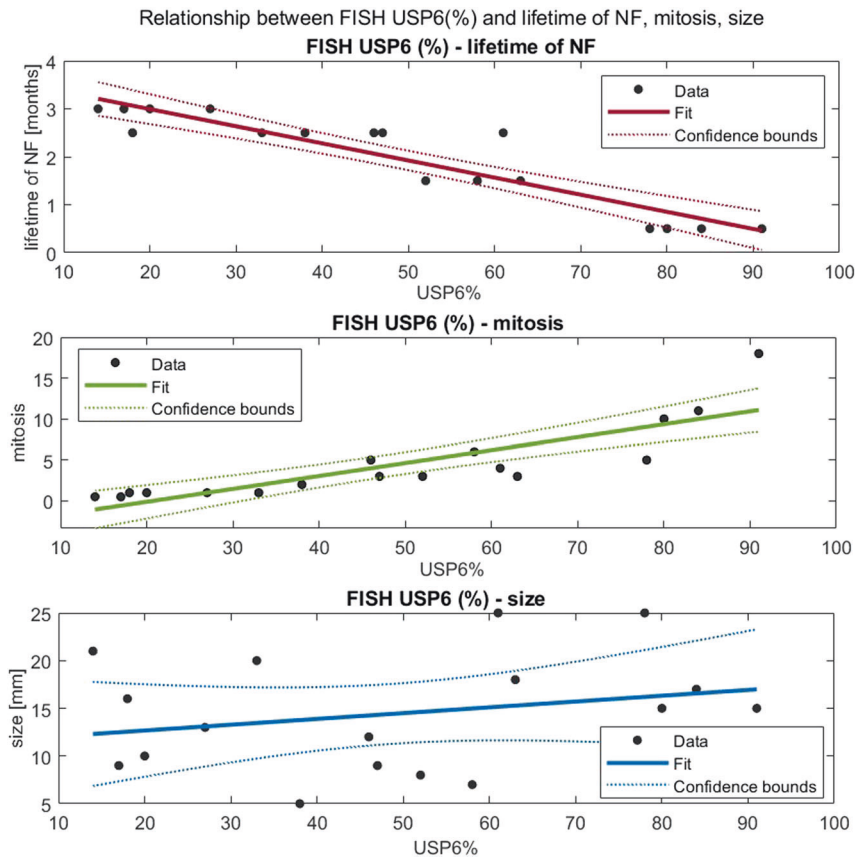 Relationship between FISH USP6(%) and lifetime of NF, mitosis, size
FISH USP6 (%) - lifetime of NF
lifetime of NF [months]
4
3
2
1
0
Data
Fit
Confidence bounds
10 20 30 40 50 60 70 80 90 100
USP6%
FISH USP6 (%) - mitosis
mitosis
20
15
10
5
0
Data
Fit
Confidence bounds
10 20 30 40 50 60 70 80 90 100
USP6%
FISH USP6 (%) - size
size [mm]
25
20
15
10
5
Data
Fit
Confidence bounds
10 20 30 40 50 60 70 80 90 100
USP6%